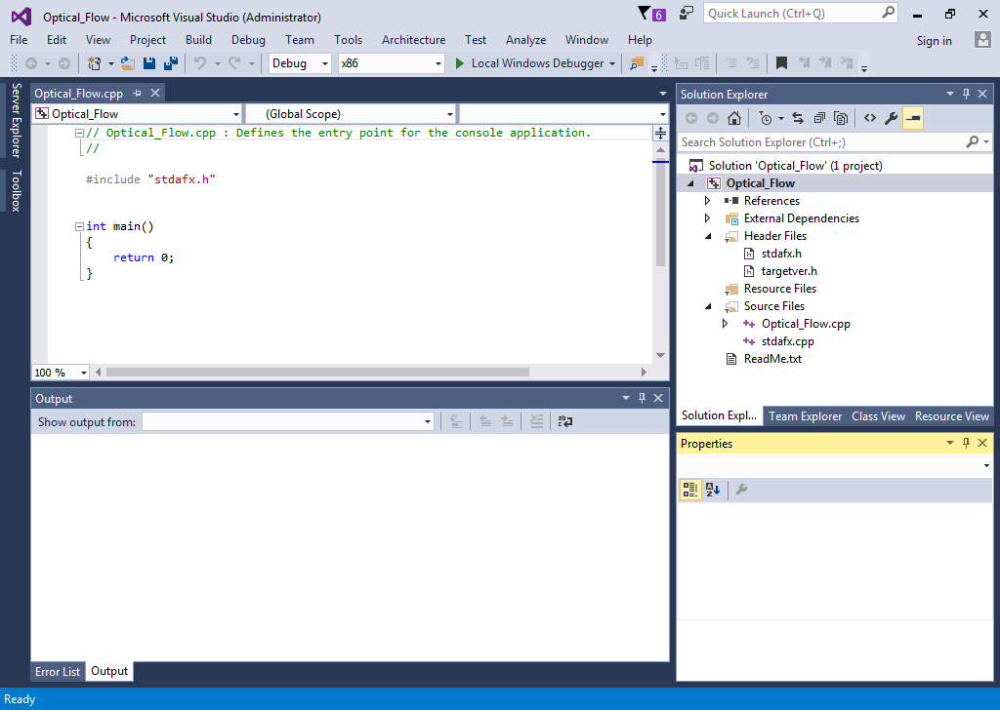 Optical_Flow - Microsoft Visual Studio (Administrator)
6
Quick Launch (Ctrl+Q)
File Edit View Project Build Debug Team Tools Architecture Test Analyze Window Help
Sign in
Debug x86 Local Windows Debugger
Server Explorer
Toolbox
Optical_Flow.cpp
Optical_Flow (Global Scope)
// Optical_Flow.cpp : Defines the entry point for the console application.
//
#include "stdafx.h"
int main()
{
return 0;
}
100 %
Output
Show output from:
Error List Output
Solution Explorer
Search Solution Explorer (Ctrl+;)
Solution 'Optical_Flow' (1 project)
Optical_Flow
References
External Dependencies
Header Files
stdafx.h
targetver.h
Resource Files
Source Files
Optical_Flow.cpp
stdafx.cpp
ReadMe.txt
Solution Expl... Team Explorer Class View Resource View
Properties
Ready